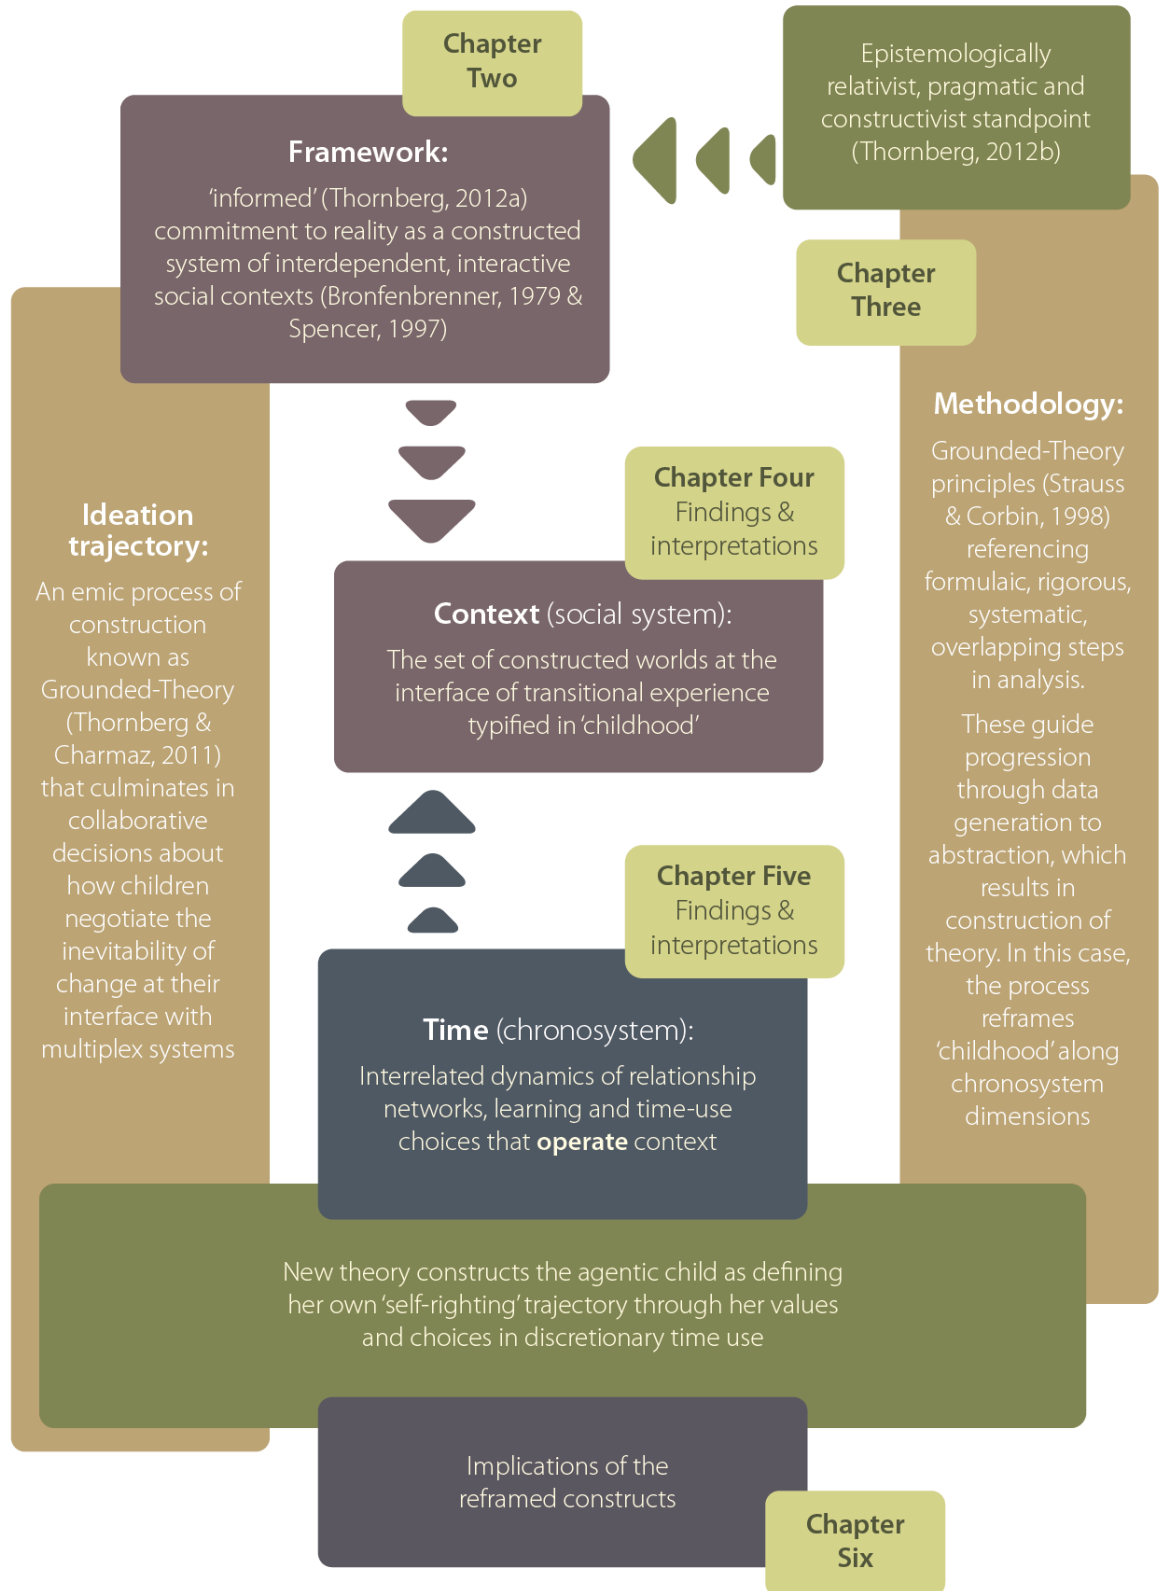 Chapter
Two
Framework:
‘informed’ (Thornberg, 2012a)
commitment to reality as a constructed
system of interdependent, interactive
social contexts (Bronfenbrenner, 1979 &
Spencer, 1997)
Epistemologically
relativist, pragmatic and
constructivist standpoint
(Thornberg, 2012b)
Chapter
Three
Methodology:
Grounded-Theory
principles (Strauss
& Corbin, 1998)
referencing
formulaic, rigorous,
systematic,
overlapping steps
in analysis.
These guide
progression
through data
generation to
abstraction, which
results in
construction of
theory. In this case,
the process
reframes
‘childhood’ along
chronosystem
dimensions
Ideation
trajectory:
An emic process of
construction
known as
Grounded-Theory
(Thornberg &
Charmaz, 2011)
that culminates in
collaborative
decisions about
how children
negotiate the
inevitability of
change at their
interface with
multiplex systems
Chapter Four
Findings &
interpretations
Context (social system):
The set of constructed worlds at the
interface of transitional experience
typified in ‘childhood’
Chapter Five
Findings &
interpretations
Time (chronosystem):
Interrelated dynamics of relationship
networks, learning and time-use
choices that operate context
New theory constructs the agentic child as defining
her own ‘self-righting’ trajectory through her values
and choices in discretionary time use
Implications of the
reframed constructs
Chapter
Six